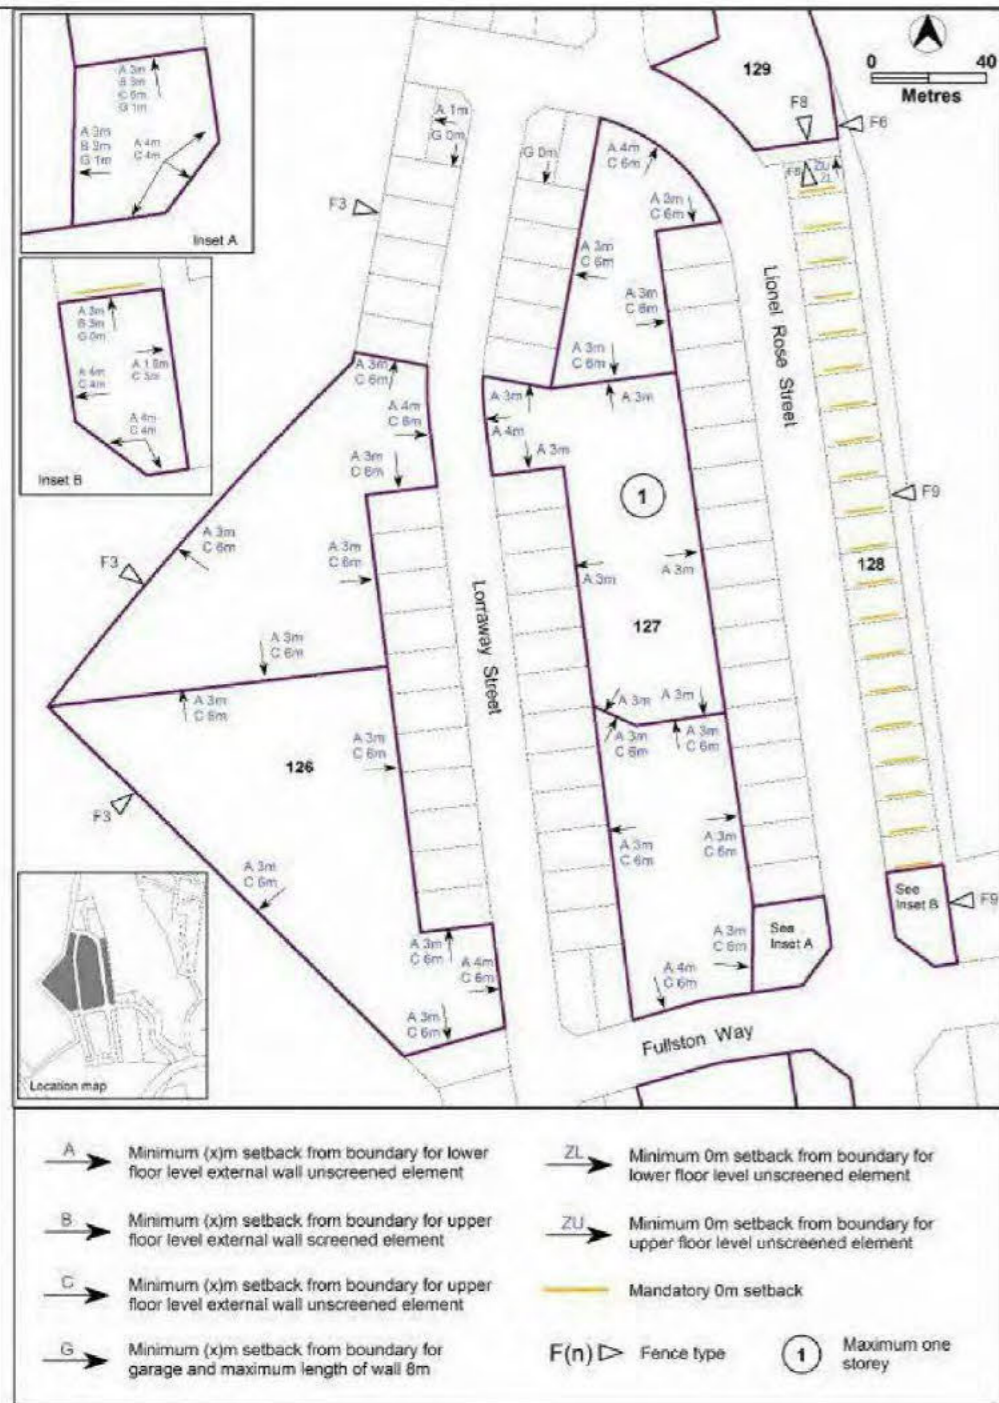 A 3m
B 3m
C 6m
G 1m
A 3m
B 3m
G 1m
A 4m
C 4m
Inset A
A 3m
B 3m
G 0m
A 4m
C 4m
A 4m
C 4m
Inset B
0 40
Metres
129
F8
F6
ZU
ZL
A 1m
G 0m
G 0m
F3
A 4m
C 6m
A 3m
C 6m
A 3m
C 6m
A 3m
C 6m
A 3m
C 6m
Lionel Rose Street
A 3m
C 6m
A 4m
C 6m
A 3m
C 6m
A 3m
A 3m
A 4m
A 3m
1
F9
A 3m
C 6m
F3
A 3m
C 6m
A 3m
A 3m
128
127
Lorraway Street
A 3m
C 6m
A 3m
C 6m
A 3m
A 3m
A 3m
C 6m
A 3m
C 6m
126
A 3m
C 6m
F3
A 3m
C 6m
A 3m
C 6m
A 3m
C 6m
See
Inset B
F9
A 3m
C 6m
A 4m
C 6m
A 3m
C 6m
See
Inset A
A 4m
C 6m
A 3m
C 6m
Fullston Way
Location map
A
Minimum (x)m setback from boundary for lower
floor level external wall unscreened element
B
Minimum (x)m setback from boundary for upper
floor level external wall screened element
C
Minimum (x)m setback from boundary for upper
floor level external wall unscreened element
G
Minimum (x)m setback from boundary for
garage and maximum length of wall 8m
ZL
Minimum 0m setback from boundary for
lower floor level unscreened element
ZU
Minimum 0m setback from boundary for
upper floor level unscreened element
Mandatory 0m setback
F(n) Fence type
1
Maximum one
storey